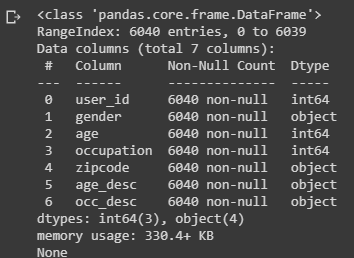 <class 'pandas.core.frame.DataFrame'>
RangeIndex: 6040 entries, 0 to 6039
Data columns (total 7 columns):
 #   Column      Non-Null Count  Dtype
---  ------      --------------  -----
 0   user_id     6040 non-null   int64
 1   gender      6040 non-null   object
 2   age         6040 non-null   int64
 3   occupation  6040 non-null   int64
 4   zipcode     6040 non-null   object
 5   age_desc    6040 non-null   object
 6   occ_desc    6040 non-null   object
dtypes: int64(3), object(4)
memory usage: 330.4+ KB
None